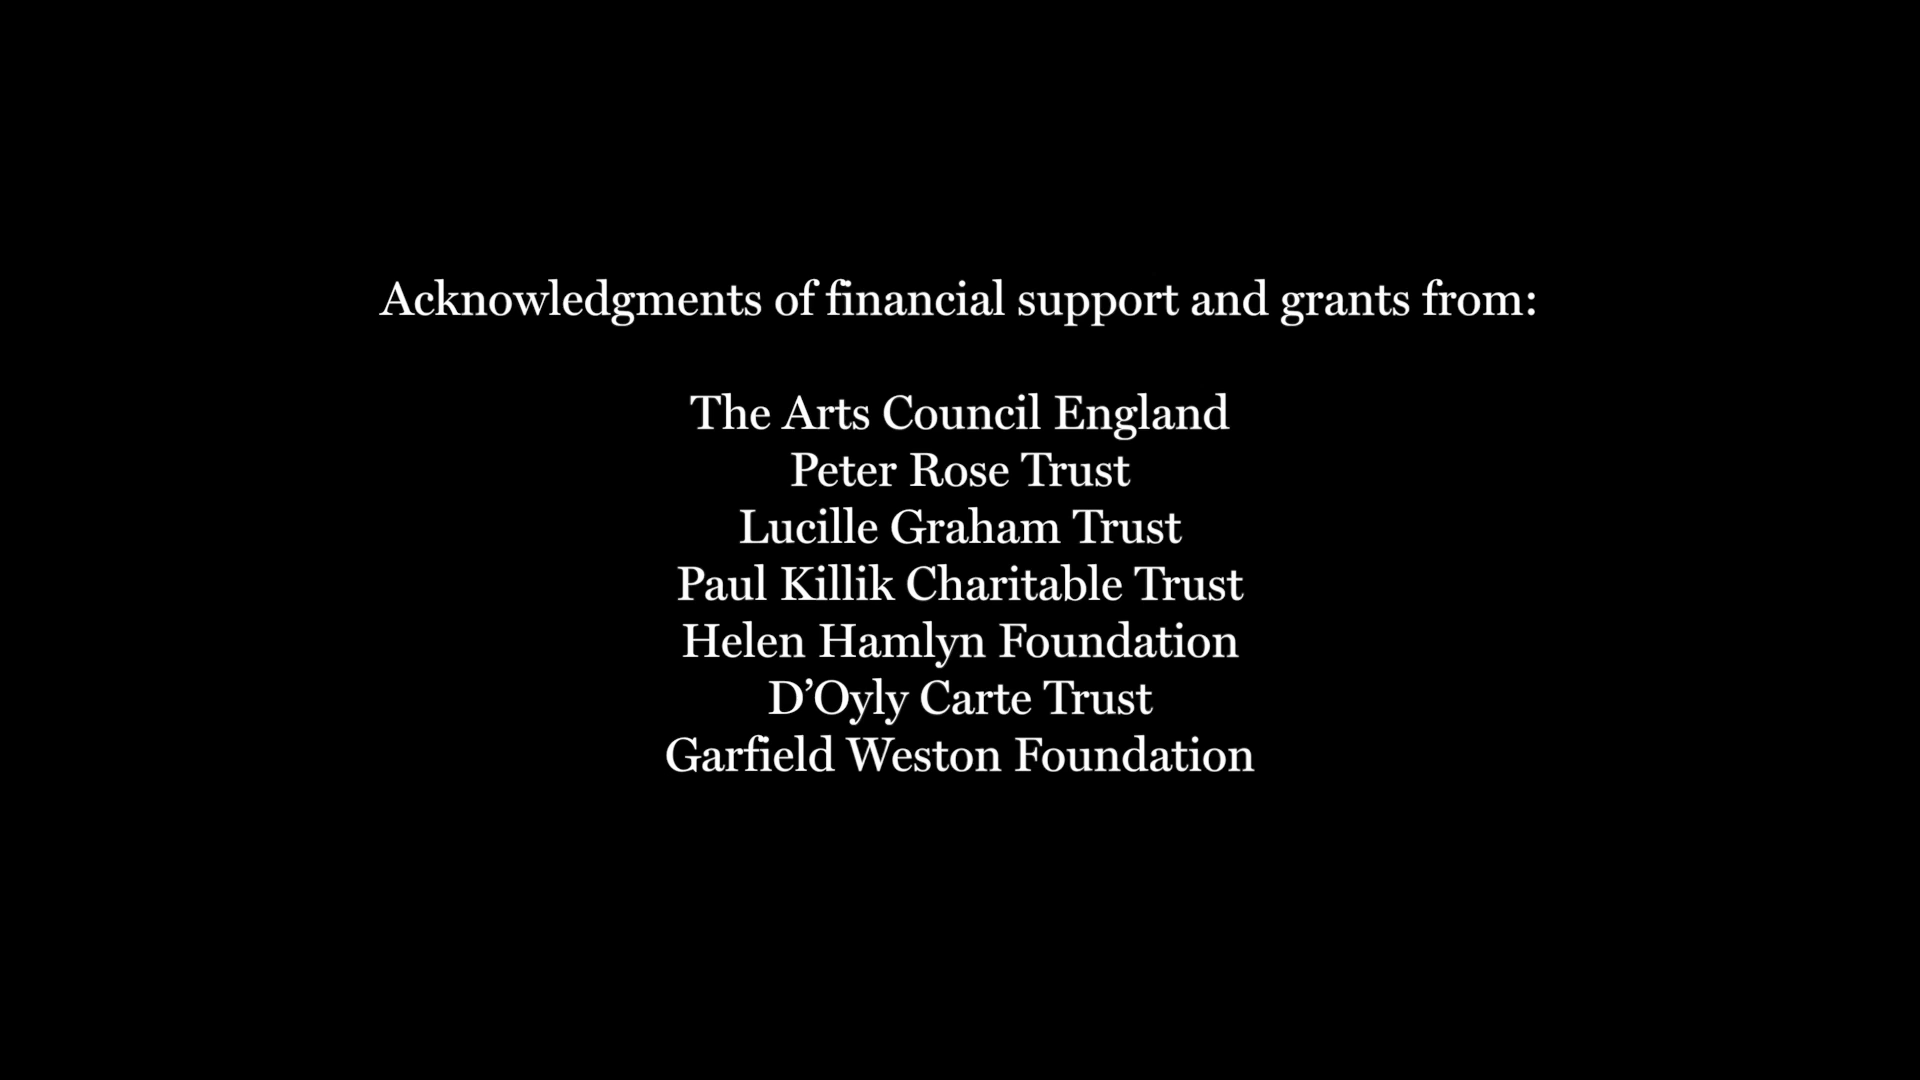 Acknowledgments of financial support and grants from:
The Arts Council England
Peter Rose Trust
Lucille Graham Trust
Paul Killik Charitable Trust
Helen Hamlyn Foundation
D’Oyly Carte Trust
Garfield Weston Foundation